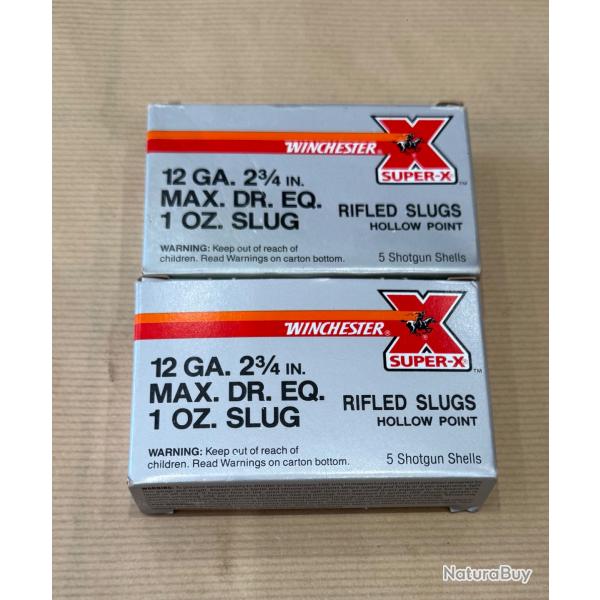 WINCHESTER®
X
SUPER-X®
™
12 GA. 2¾ IN.
MAX. DR. EQ.
1 OZ. SLUG
RIFLED SLUGS
HOLLOW POINT
WARNING: Keep out of reach of
children. Read Warnings on carton bottom.
5 Shotgun Shells
WINCHESTER®
X
SUPER-X®
™
12 GA. 2¾ IN.
MAX. DR. EQ.
1 OZ. SLUG
RIFLED SLUGS
HOLLOW POINT
WARNING: Keep out of reach of
children. Read Warnings on carton bottom.
5 Shotgun Shells
NaturaBuy